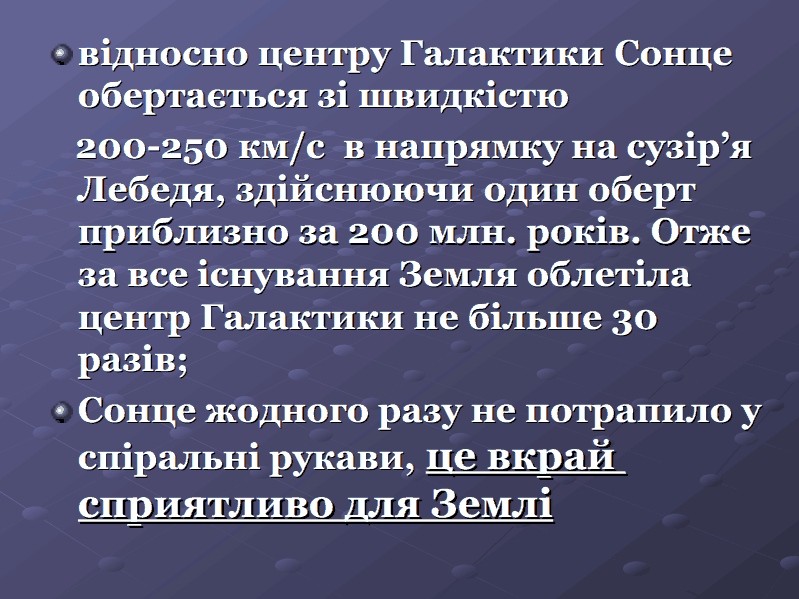 відносно центру Галактики Сонце
обертається зі швидкістю
200-250 км/с в напрямку на сузір’я
Лебедя, здійснюючи один оберт
приблизно за 200 млн. років. Отже
за все існування Земля облетіла
центр Галактики не більше 30
разів;
Сонце жодного разу не потрапило у
спіральні рукави, це вкрай
сприятливо для Землі